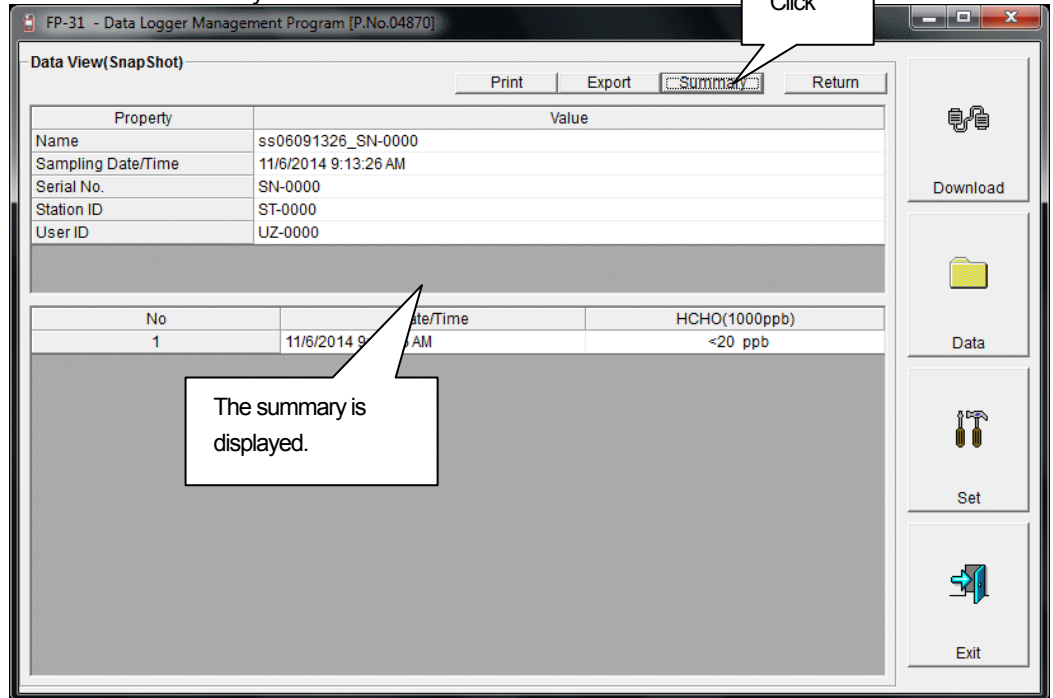 Click
FP-31 - Data Logger Management Program [P.No.04870]
Data View(SnapShot)
Print Export Summary Return
Property Value
Name ss06091326_SN-0000
Sampling Date/Time 11/6/2014 9:13:26 AM
Serial No. SN-0000
Station ID ST-0000
User ID UZ-0000
No HCHO(1000ppb)
1 11/6/2014 AM <20 ppb
The summary is
displayed.
Download
Data
Set
Exit